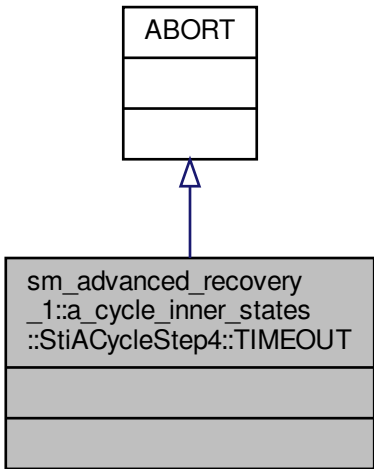 ABORT
sm_advanced_recovery
_1::a_cycle_inner_states
::StiACycleStep4::TIMEOUT